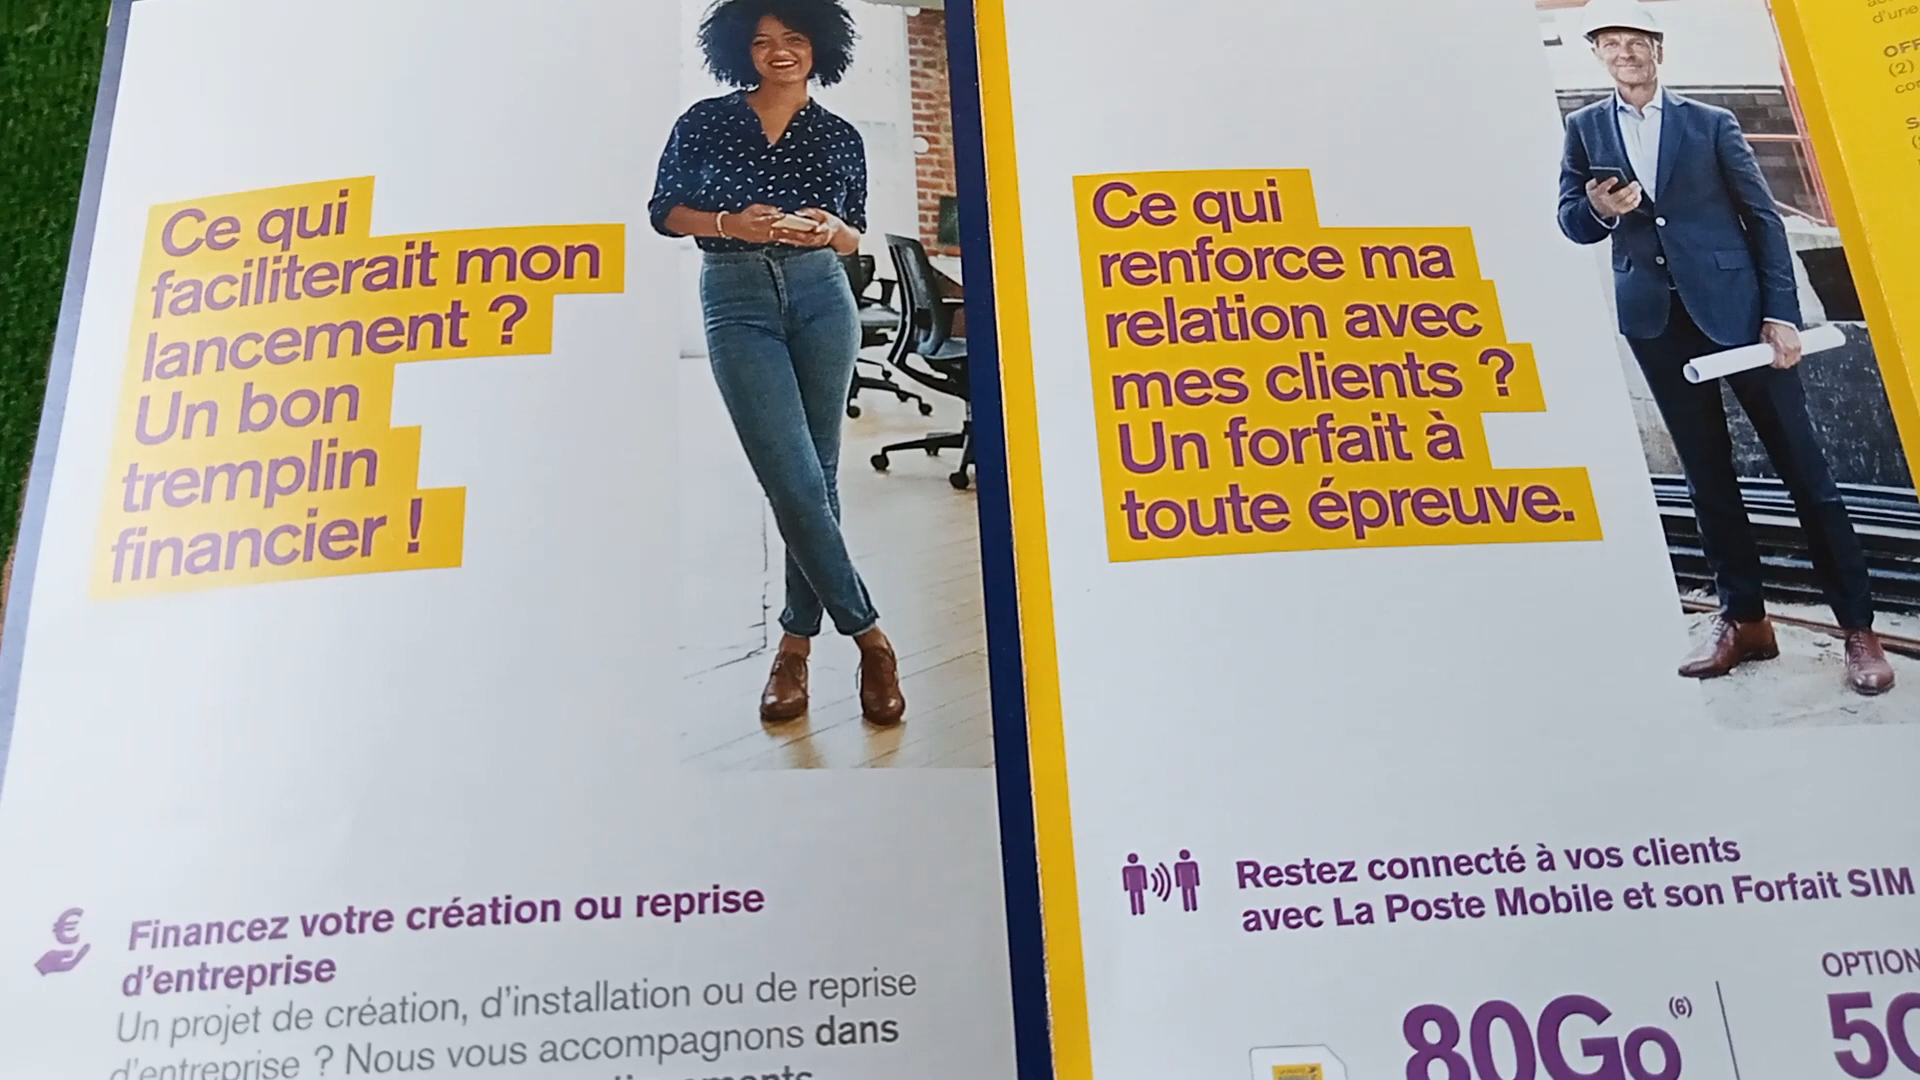 Ce qui
faciliterait mon
lancement ?
Un bon
tremplin
financier !
Financez votre création ou reprise
d'entreprise
Un projet de création, d'installation ou de reprise
d'entreprise ? Nous vous accompagnons dans
Ce qui
renforce ma
relation avec
mes clients ?
Un forfait à
toute épreuve.
Restez connecté à vos clients
avec La Poste Mobile et son Forfait SIM
80Go(6)
OPTION
d'une
(2)